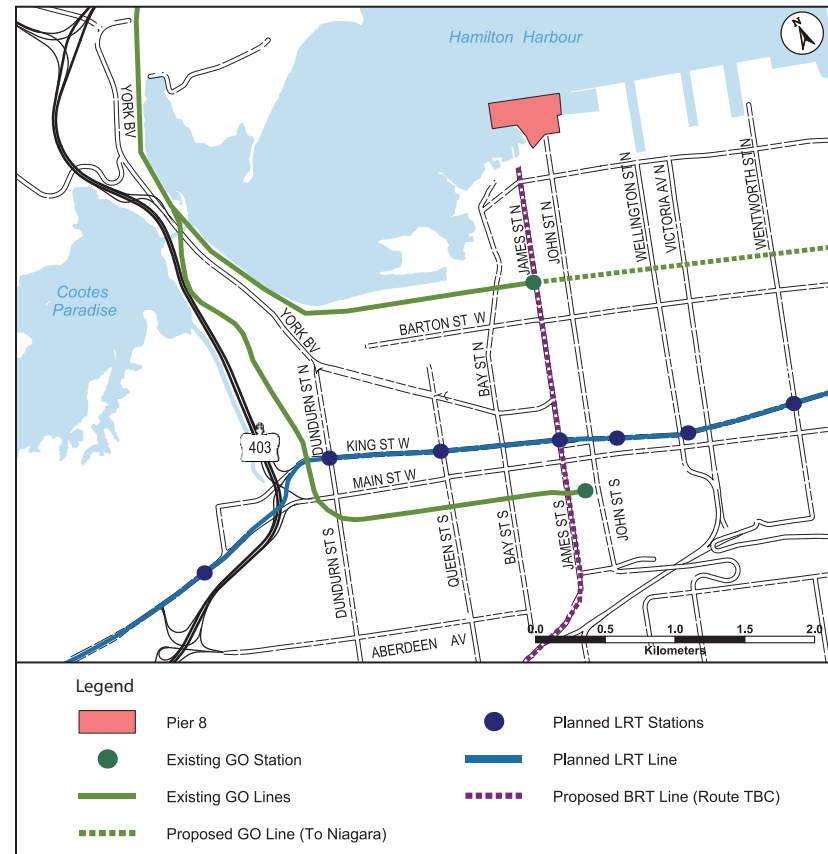 Hamilton Harbour
N
YORK BV
JAMES ST N
JOHN ST N
WELLINGTON ST N
VICTORIA AV N
WENTWORTH ST N
Cootes
Paradise
YORK BV
BARTON ST W
BAY ST N
DUNDURN ST N
403
KING ST W
MAIN ST W
DUNDURN ST S
QUEEN ST S
BAY ST S
JAMES ST S
JOHN ST S
ABERDEEN AV
0.0 0.5 1.0 1.5 2.0
Kilometers
Legend
Pier 8
Planned LRT Stations
Existing GO Station
Planned LRT Line
Existing GO Lines
Proposed BRT Line (Route TBC)
Proposed GO Line (To Niagara)